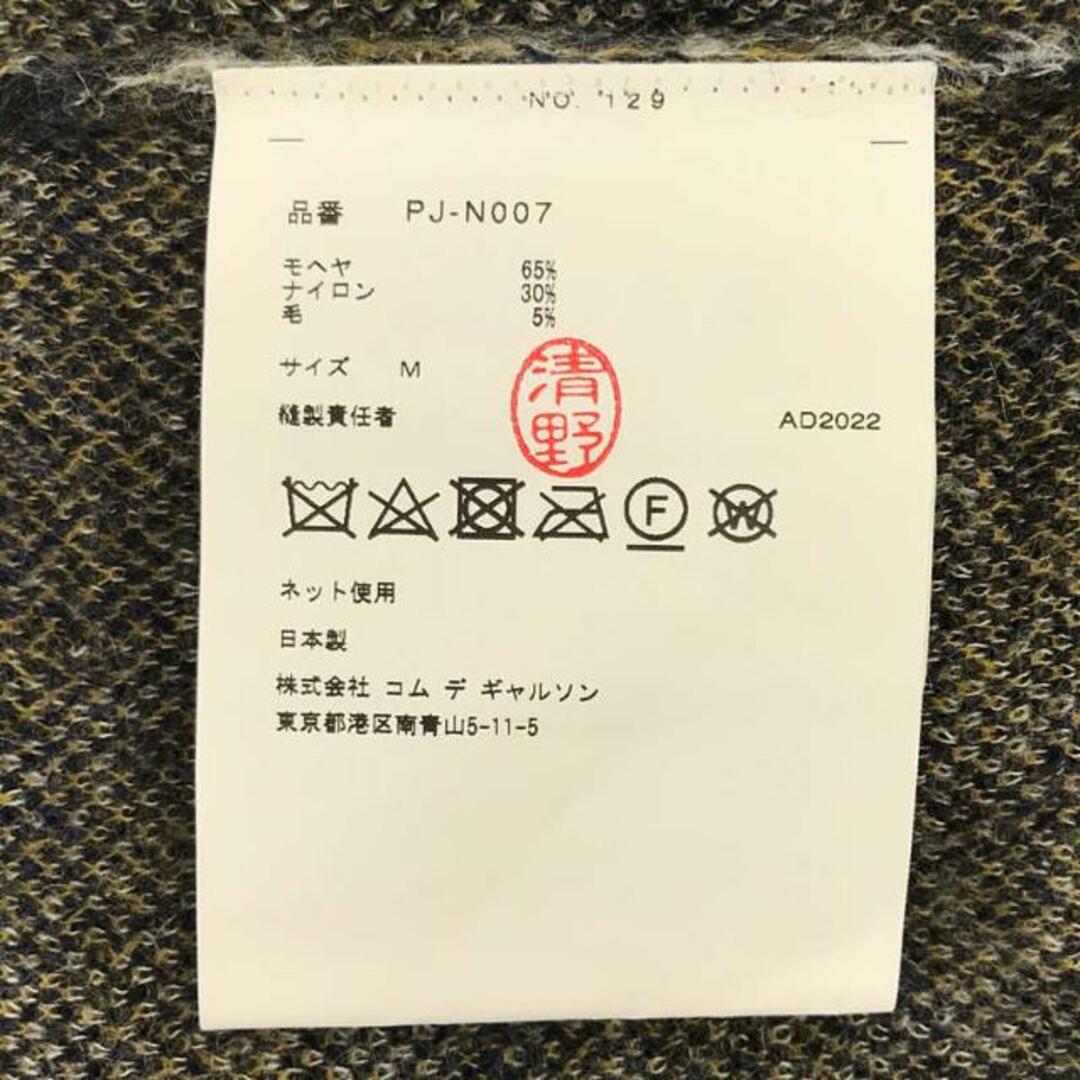 NO. 129
品番 PJ-N007
モヘヤ 65%
ナイロン 30%
毛 5%
サイズ M
縫製責任者 清野 AD2022
F W
ネット使用
日本製
株式会社 コム デ ギャルソン
東京都港区南青山5-11-5